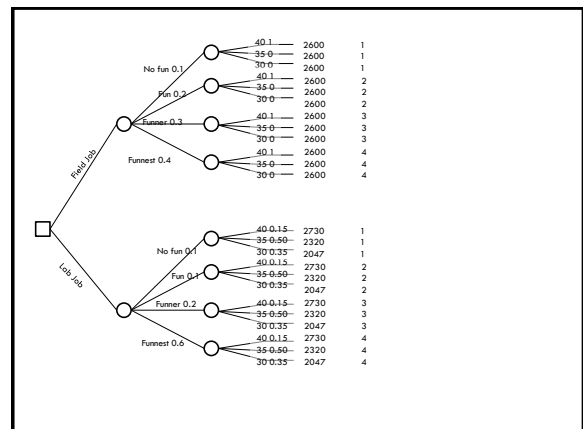 40 1 2600 1
35 0 2600 1
30 0 2600 1
No fun 0.1
40 1 2600 2
35 0 2600 2
30 0 2600 2
Fun 0.2
40 1 2600 3
Funner 0.3
35 0 2600 3
30 0 2600 3
40 1 2600 4
Funnest 0.4
35 0 2600 4
30 0 2600 4
Field Job
Lab Job
40 0.15 2730 1
35 0.50 2320 1
No fun 0.1
30 0.35 2047 1
40 0.15 2730 2
35 0.50 2320 2
Fun 0.1
30 0.35 2047 2
40 0.15 2730 3
Funner 0.2
35 0.50 2320 3
30 0.35 2047 3
40 0.15 2730 4
Funnest 0.6
35 0.50 2320 4
30 0.35 2047 4